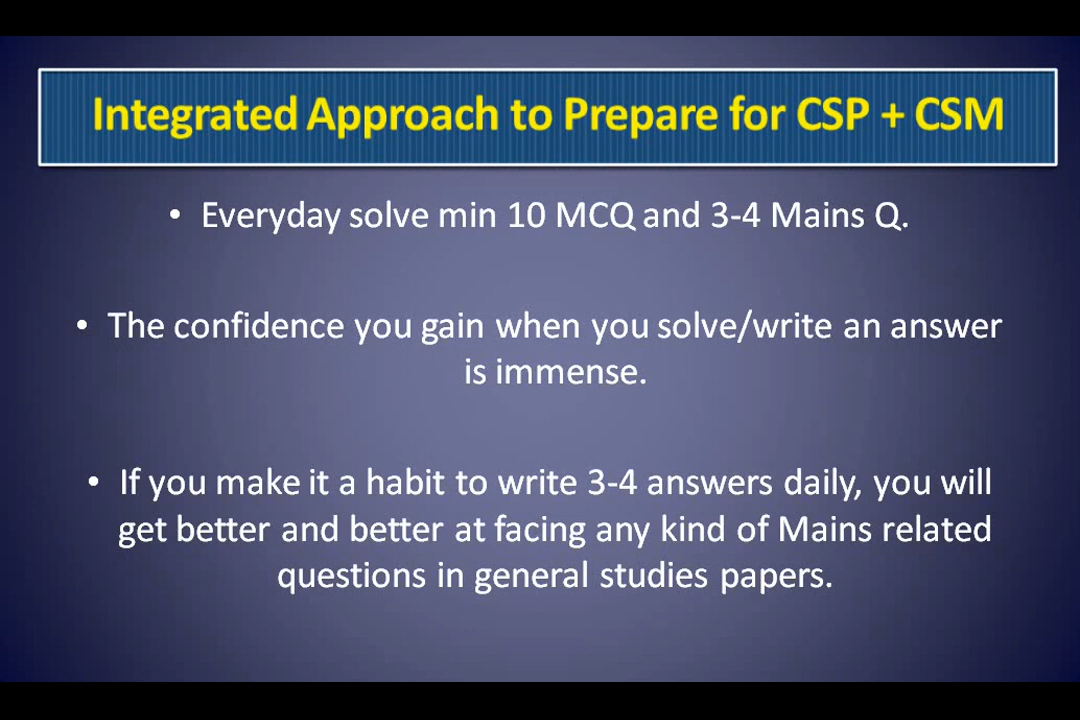 Integrated Approach to Prepare for CSP + CSM
• Everyday solve min 10 MCQ and 3-4 Mains Q.
• The confidence you gain when you solve/write an answer
is immense.
• If you make it a habit to write 3-4 answers daily, you will
get better and better at facing any kind of Mains related
questions in general studies papers.